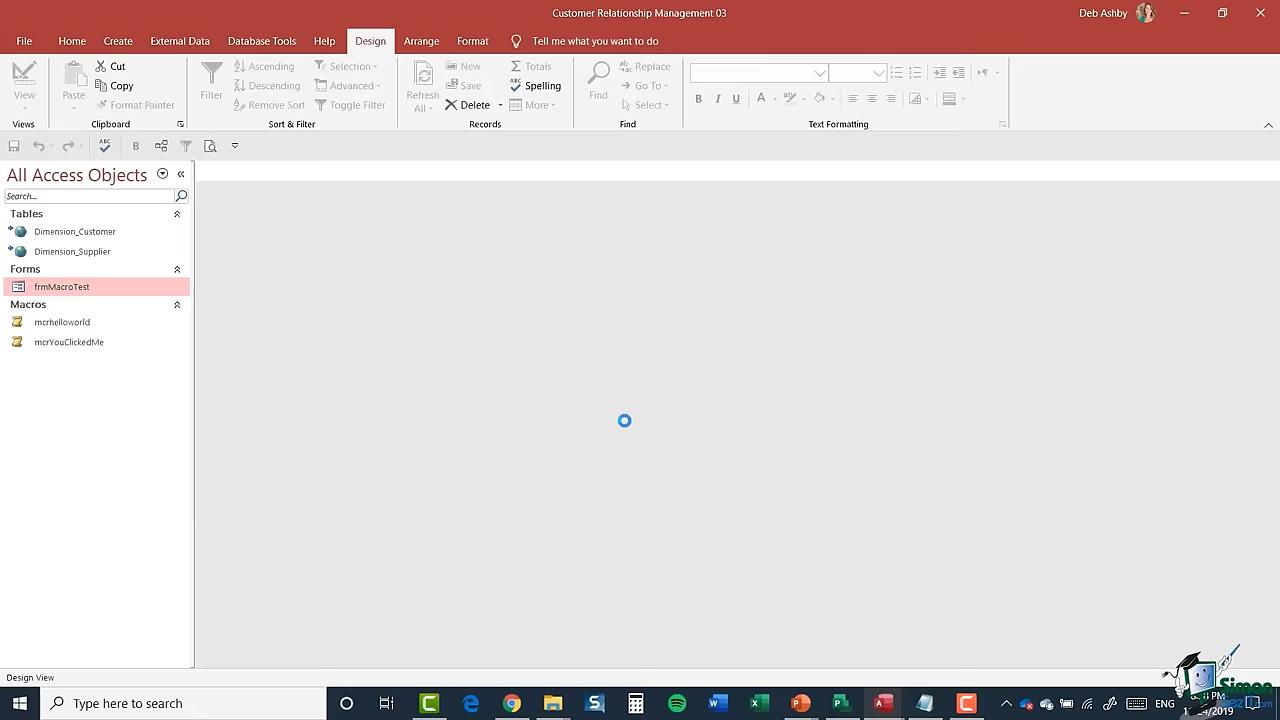 Customer Relationship Management 03
Deb Ashby
File Home Create External Data Database Tools Help Design Arrange Format Tell me what you want to do
View
Views
Paste
Cut
Copy
Format Painter
Clipboard
Filter
Ascending
Descending
Remove Sort
Selection
Advanced
Toggle Filter
Sort & Filter
Refresh All
New
Save
Delete
Totals
Spelling
More
Records
Find
Replace
Go To
Select
Find
B I U A
Text Formatting
ABC
B
All Access Objects
Search...
Tables
Dimension_Customer
Dimension_Supplier
Forms
frmMacroTest
Macros
mcrhelloworld
mcrYouClickedMe
Design View
Type here to search
ENG
Simon